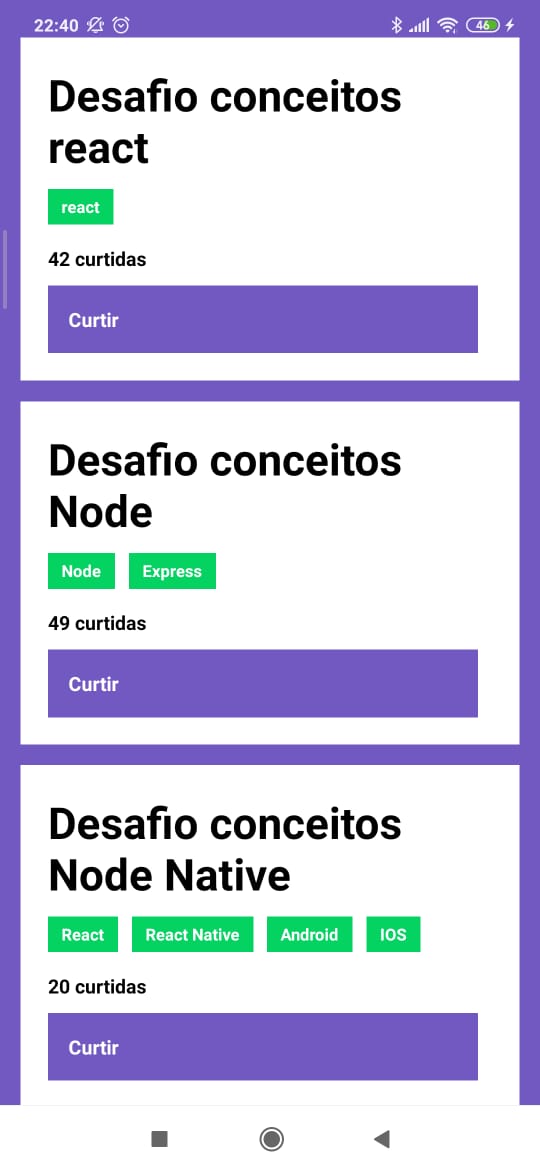 22:40 46
Desafio conceitos
react
react
42 curtidas
Curtir
Desafio conceitos
Node
Node Express
49 curtidas
Curtir
Desafio conceitos
Node Native
React React Native Android IOS
20 curtidas
Curtir